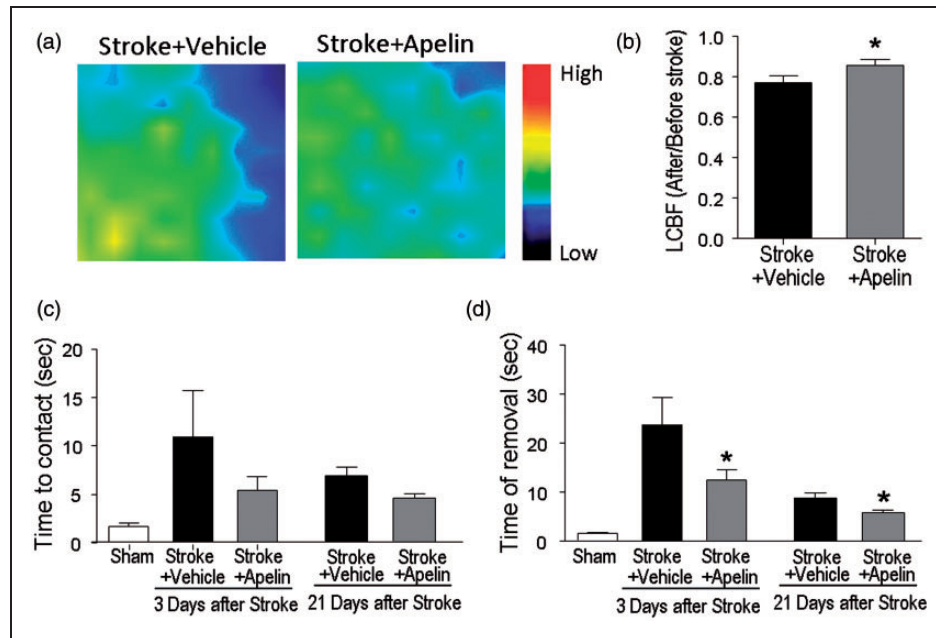 (a)
Stroke+Vehicle
Stroke+Apelin
High
Low
(b)
LCBF (After/Before stroke)
1.0
0.8
0.6
0.4
0.2
0.0
*
Stroke
+Vehicle
Stroke
+Apelin
(c)
Time to contact (sec)
20
15
10
5
0
Sham
Stroke
+Vehicle
Stroke
+Apelin
Stroke
+Vehicle
Stroke
+Apelin
3 Days after Stroke
21 Days after Stroke
(d)
Time of removal (sec)
40
30
20
10
0
*
*
Sham
Stroke
+Vehicle
Stroke
+Apelin
Stroke
+Vehicle
Stroke
+Apelin
3 Days after Stroke
21 Days after Stroke